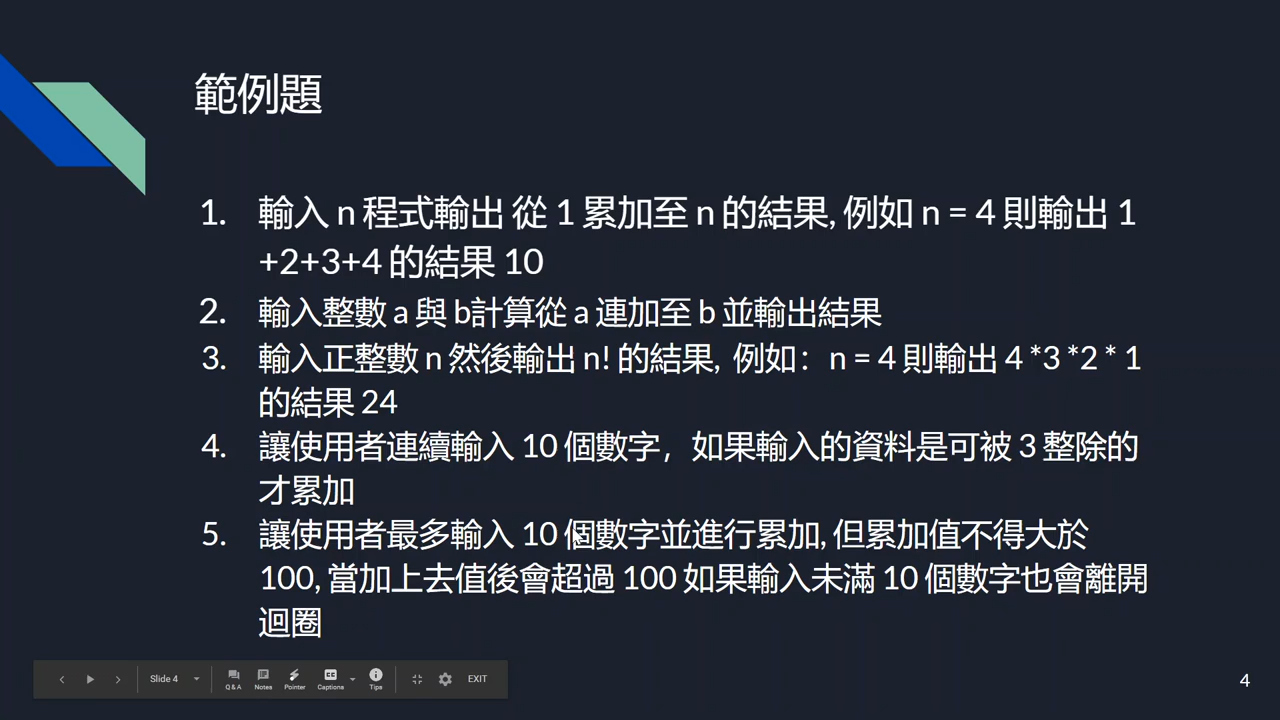 範例題
1. 輸入 n 程式輸出 從 1 累加至 n 的結果, 例如 n = 4 則輸出 1
+2+3+4 的結果 10
2. 輸入整數 a 與 b計算從 a 連加至 b 並輸出結果
3. 輸入正整數 n 然後輸出 n! 的結果, 例如：n = 4 則輸出 4 *3 *2 * 1
的結果 24
4. 讓使用者連續輸入 10 個數字，如果輸入的資料是可被 3 整除的
才累加
5. 讓使用者最多輸入 10 個數字並進行累加, 但累加值不得大於
100, 當加上去值後會超過 100 如果輸入未滿 10 個數字也會離開
迴圈
Slide 4
Q&A Notes Pointer Captions Tips EXIT
4